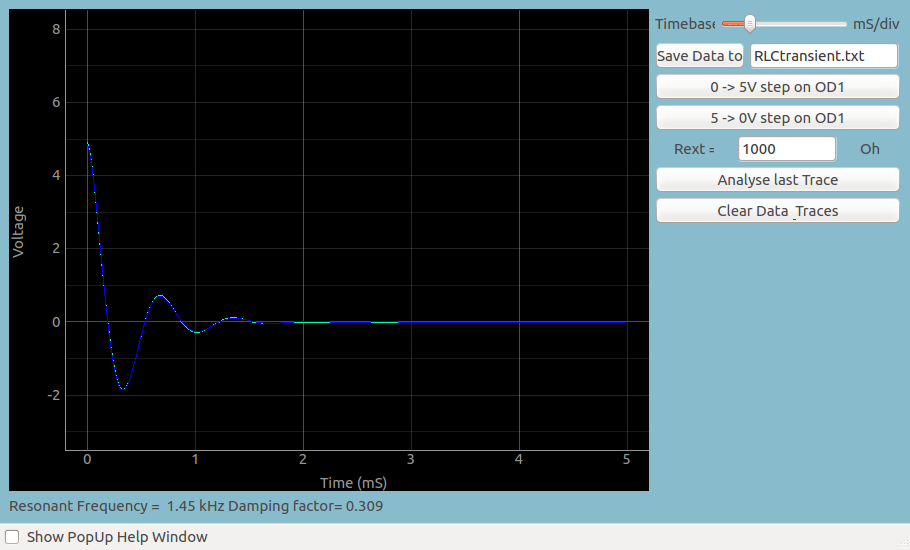 8
6
4
2
0
-2
Voltage
0 1 2 3 4 5
Time (mS)
Timebase mS/div
Save Data to RLCtransient.txt
0 -> 5V step on OD1
5 -> 0V step on OD1
Rext = 1000 Oh
Analyse last Trace
Clear Data_Traces
Resonant Frequency = 1.45 kHz Damping factor= 0.309
Show PopUp Help Window